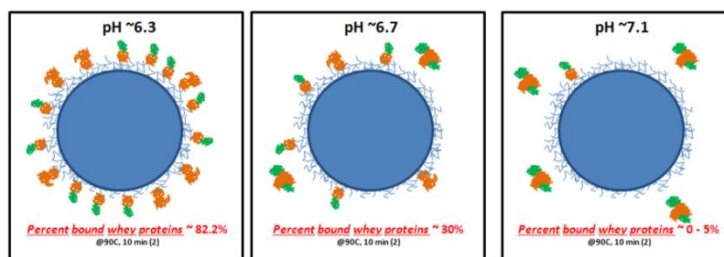 pH ~6.3
Percent bound whey proteins ~ 82.2%
@90C, 10 min (2)
pH ~6.7
Percent bound whey proteins ~ 30%
@90C, 10 min (2)
pH ~7.1
Percent bound whey proteins ~ 0 - 5%
@90C, 10 min (2)